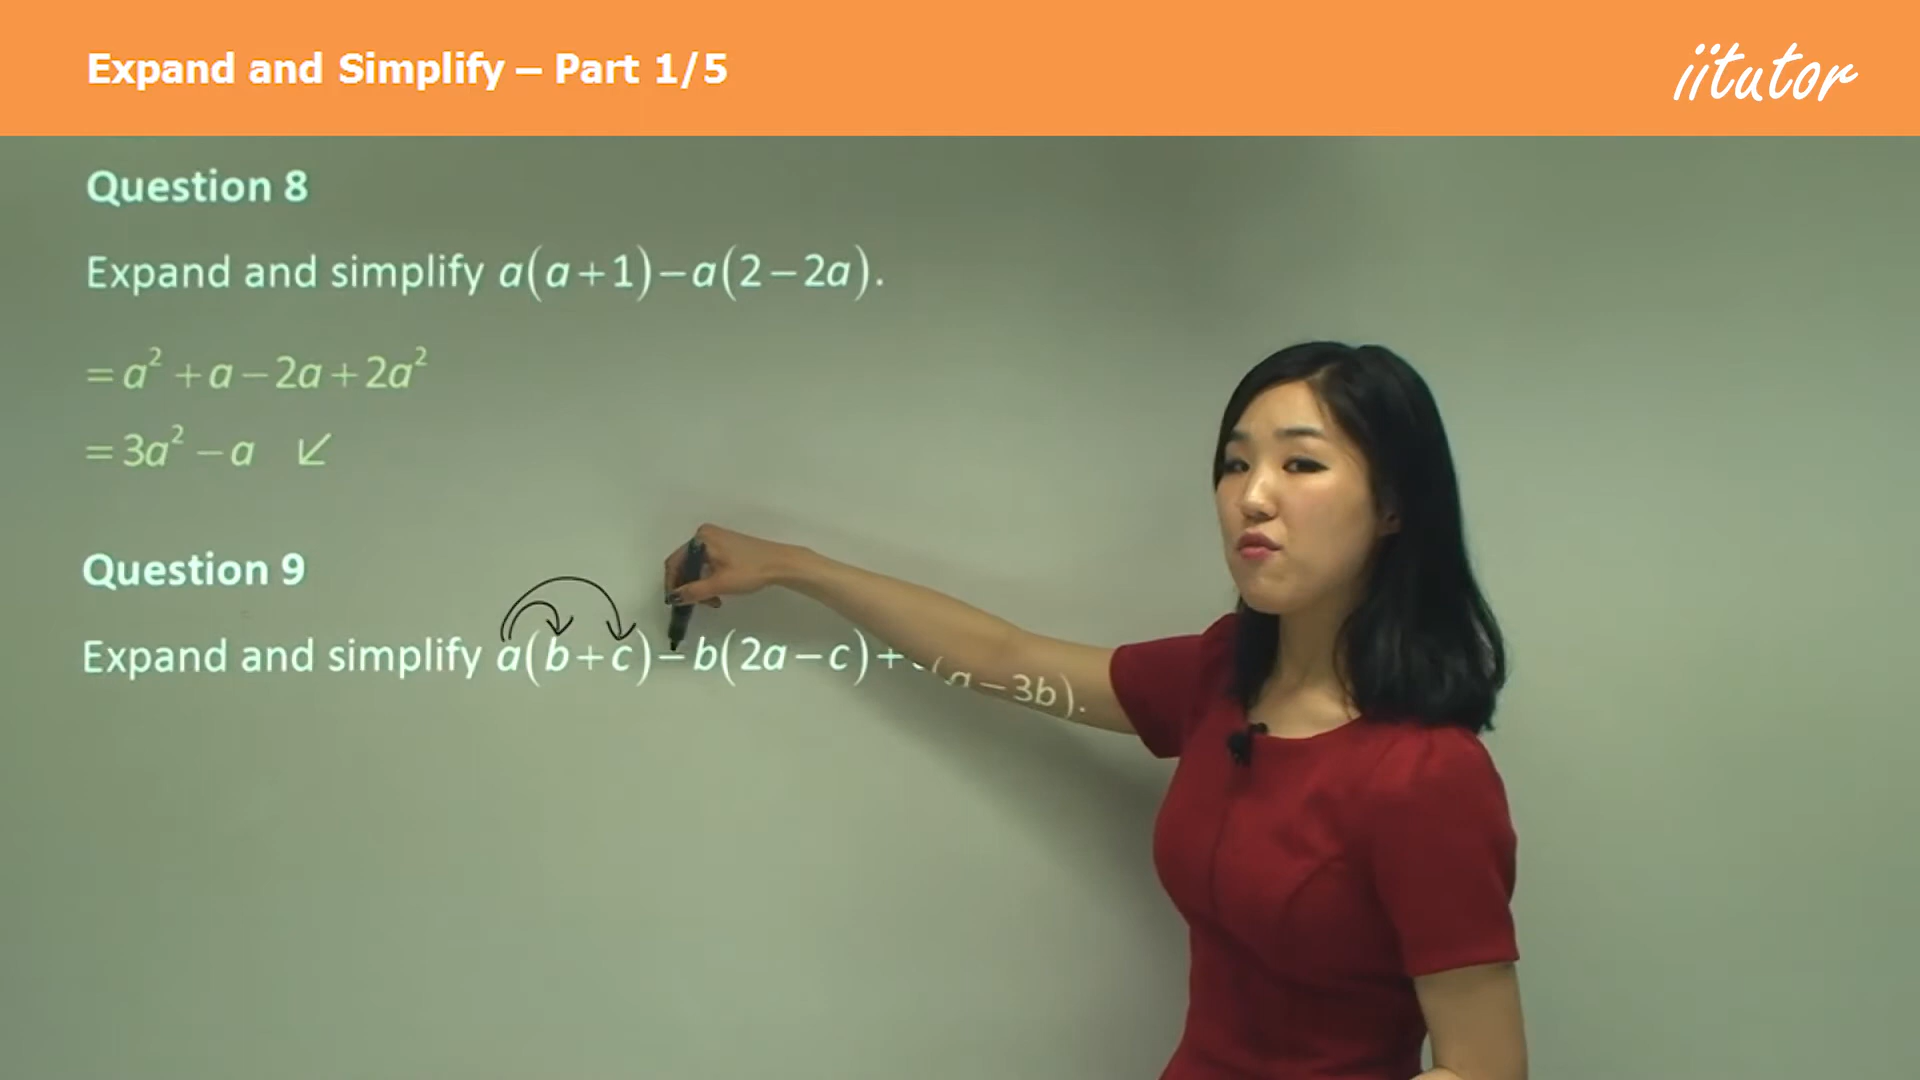 Expand and Simplify – Part 1/5
iitutor
Question 8
Expand and simplify a(a+1)−a(2−2a).
=a²+a−2a+2a²
=3a²−a ↙
Question 9
Expand and simplify a(b+c)−b(2a−c)+ (a−3b).